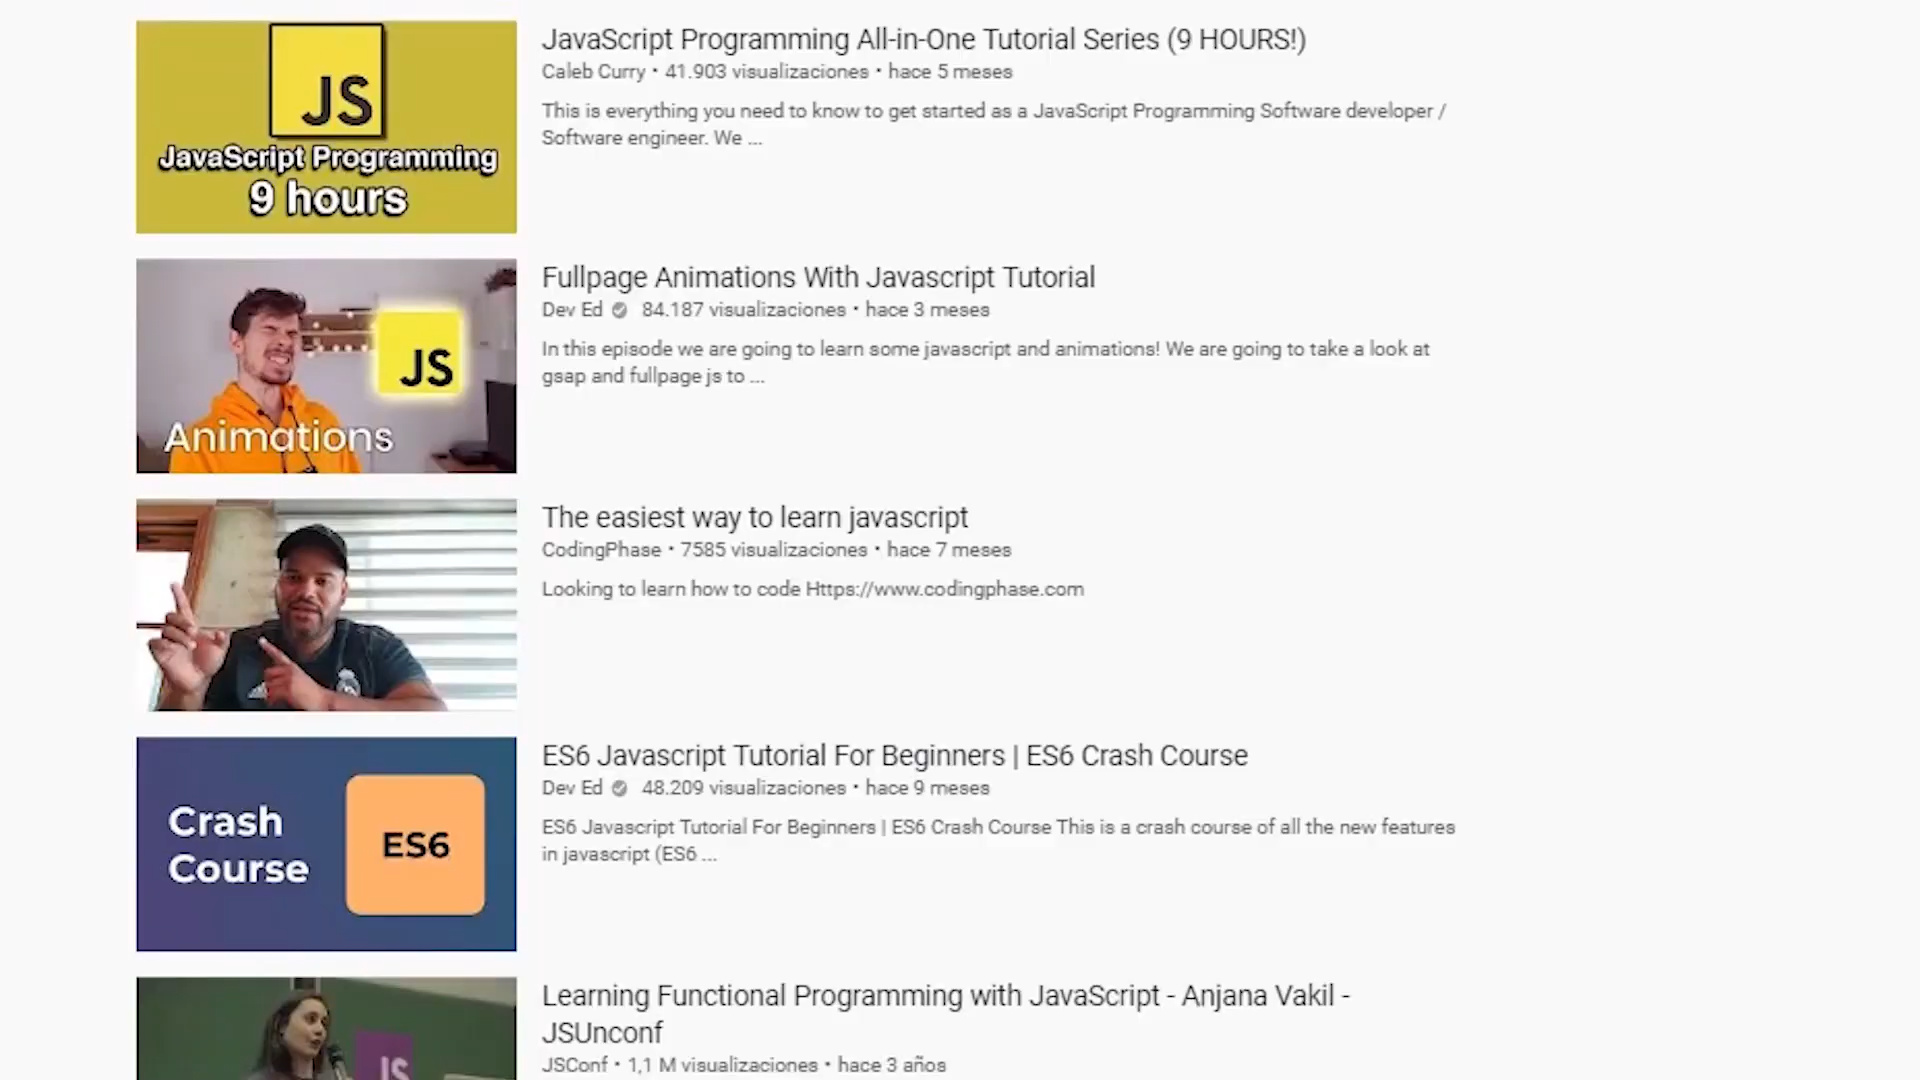 JS
JavaScript Programming
9 hours
JavaScript Programming All-in-One Tutorial Series (9 HOURS!)
Caleb Curry • 41.903 visualizaciones • hace 5 meses
This is everything you need to know to get started as a JavaScript Programming Software developer /
Software engineer. We ...
JS
Animations
Fullpage Animations With Javascript Tutorial
Dev Ed 84.187 visualizaciones • hace 3 meses
In this episode we are going to learn some javascript and animations! We are going to take a look at
gsap and fullpage js to ...
The easiest way to learn javascript
CodingPhase • 7585 visualizaciones • hace 7 meses
Looking to learn how to code Https://www.codingphase.com
Crash
Course
ES6
ES6 Javascript Tutorial For Beginners | ES6 Crash Course
Dev Ed 48.209 visualizaciones • hace 9 meses
ES6 Javascript Tutorial For Beginners | ES6 Crash Course This is a crash course of all the new features
in javascript (ES6 ...
JS
Learning Functional Programming with JavaScript - Anjana Vakil -
JSUnconf
JSConf • 1,1 M visualizaciones • hace 3 años